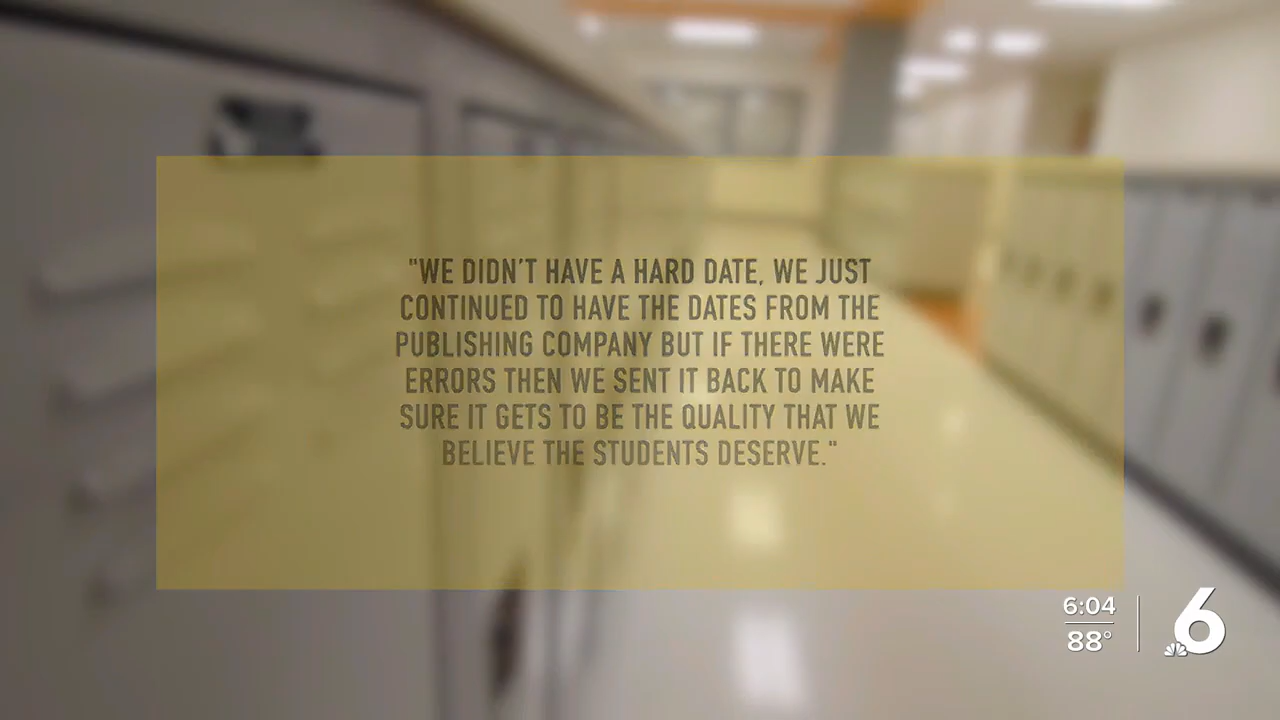 "WE DIDN'T HAVE A HARD DATE, WE JUST
CONTINUED TO HAVE THE DATES FROM THE
PUBLISHING COMPANY BUT IF THERE WERE
ERRORS THEN WE SENT IT BACK TO MAKE
SURE IT GETS TO BE THE QUALITY THAT WE
BELIEVE THE STUDENTS DESERVE."
6:04
88°
6